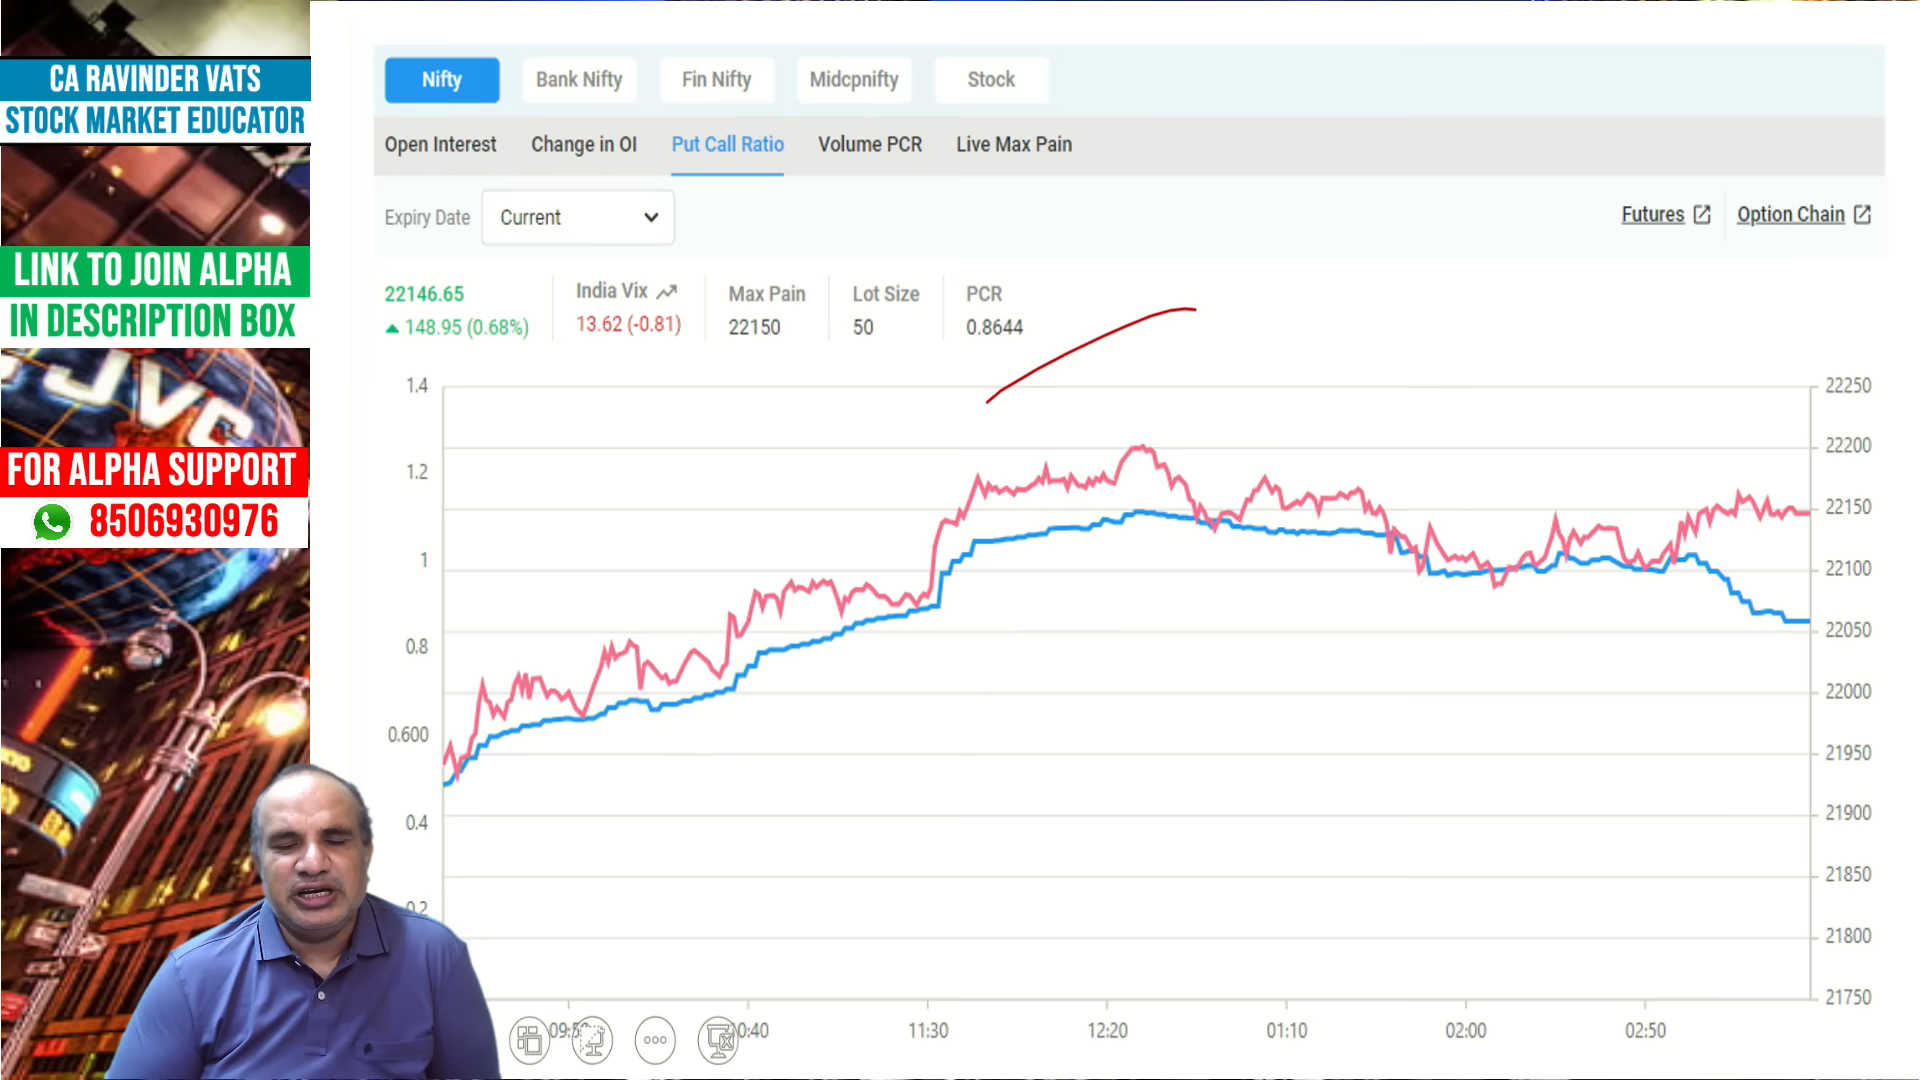 CA RAVINDER VATS
STOCK MARKET EDUCATOR
LINK TO JOIN ALPHA
IN DESCRIPTION BOX
JVC
FOR ALPHA SUPPORT
8506930976
Nifty
Bank Nifty
Fin Nifty
Midcpnifty
Stock
Open Interest
Change in OI
Put Call Ratio
Volume PCR
Live Max Pain
Expiry Date
Current
Futures
Option Chain
22146.65
148.95 (0.68%)
India Vix
13.62 (-0.81)
Max Pain
22150
Lot Size
50
PCR
0.8644
1.4
1.2
1
0.8
0.600
0.4
22250
22200
22150
22100
22050
22000
21950
21900
21850
21800
21750
11:30
12:20
01:10
02:00
02:50